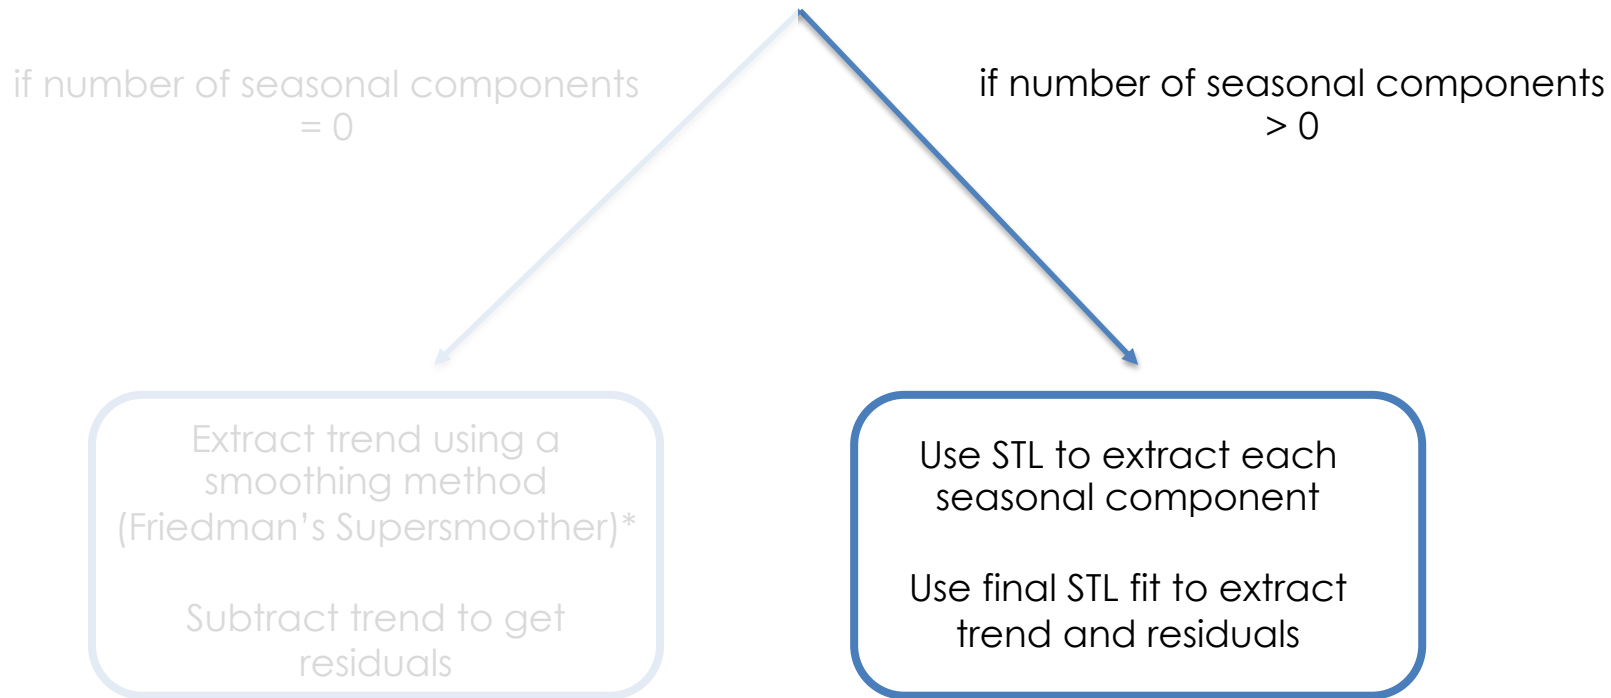 if number of seasonal components
= 0
if number of seasonal components
> 0
Extract trend using a
smoothing method
(Friedman's Supersmoother)*
Subtract trend to get
residuals
Use STL to extract each
seasonal component
Use final STL fit to extract
trend and residuals